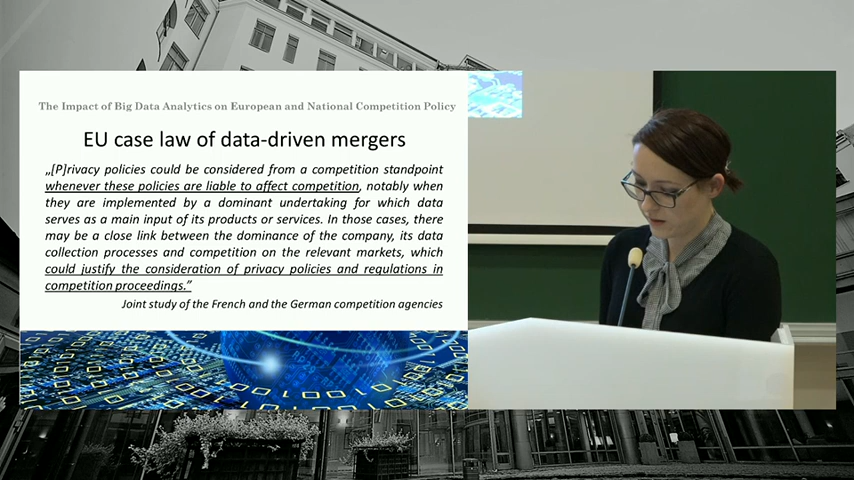 The Impact of Big Data Analytics on European and National Competition Policy
EU case law of data-driven mergers
„[P]rivacy policies could be considered from a competition standpoint
whenever these policies are liable to affect competition, notably when
they are implemented by a dominant undertaking for which data
serves as a main input of its products or services. In those cases, there
may be a close link between the dominance of the company, its data
collection processes and competition on the relevant markets, which
could justify the consideration of privacy policies and regulations in
competition proceedings.”
Joint study of the French and the German competition agencies